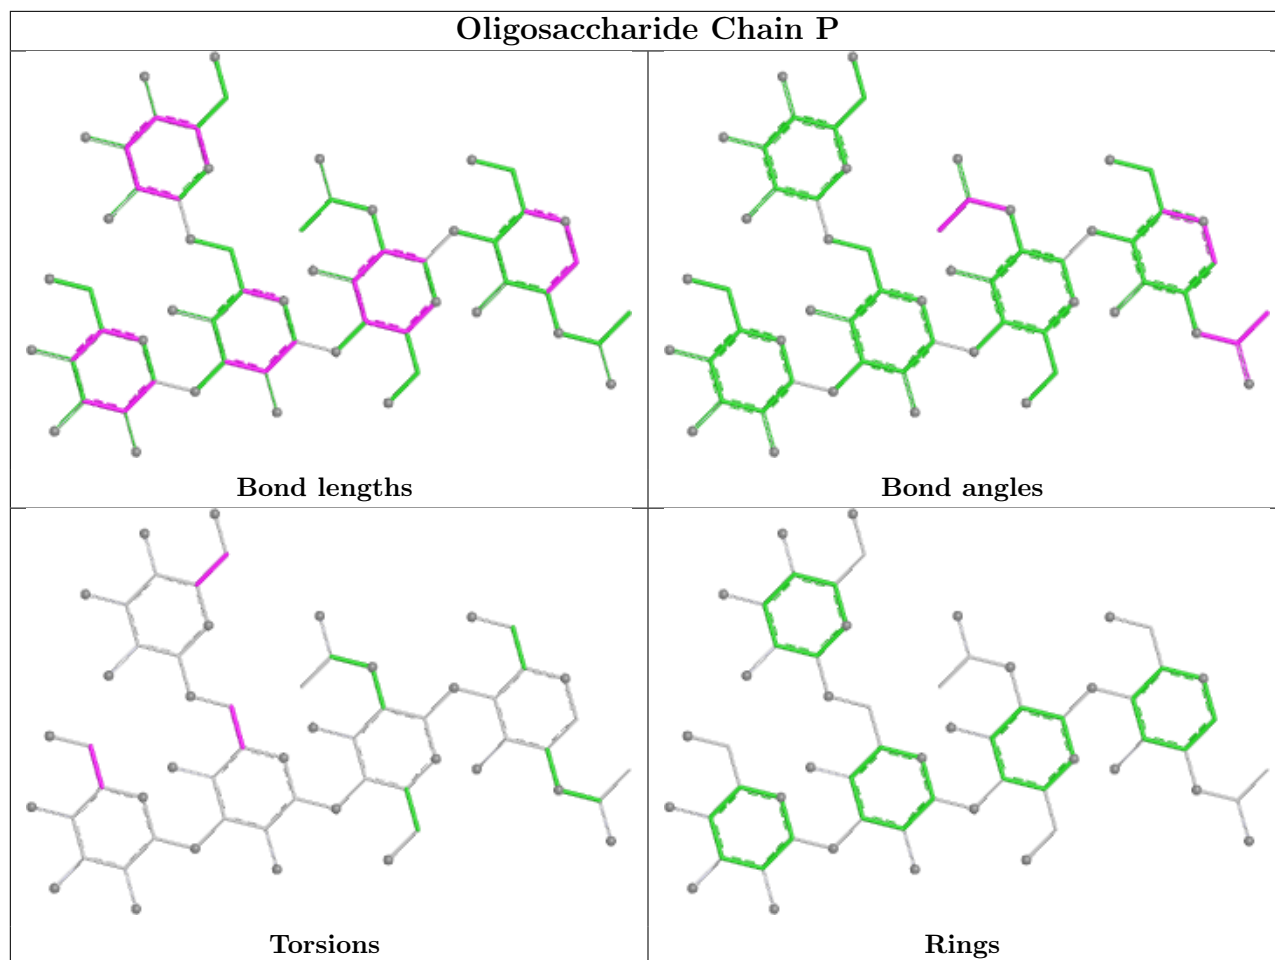 Oligosaccharide Chain P
Bond lengths
Bond angles
Torsions
Rings